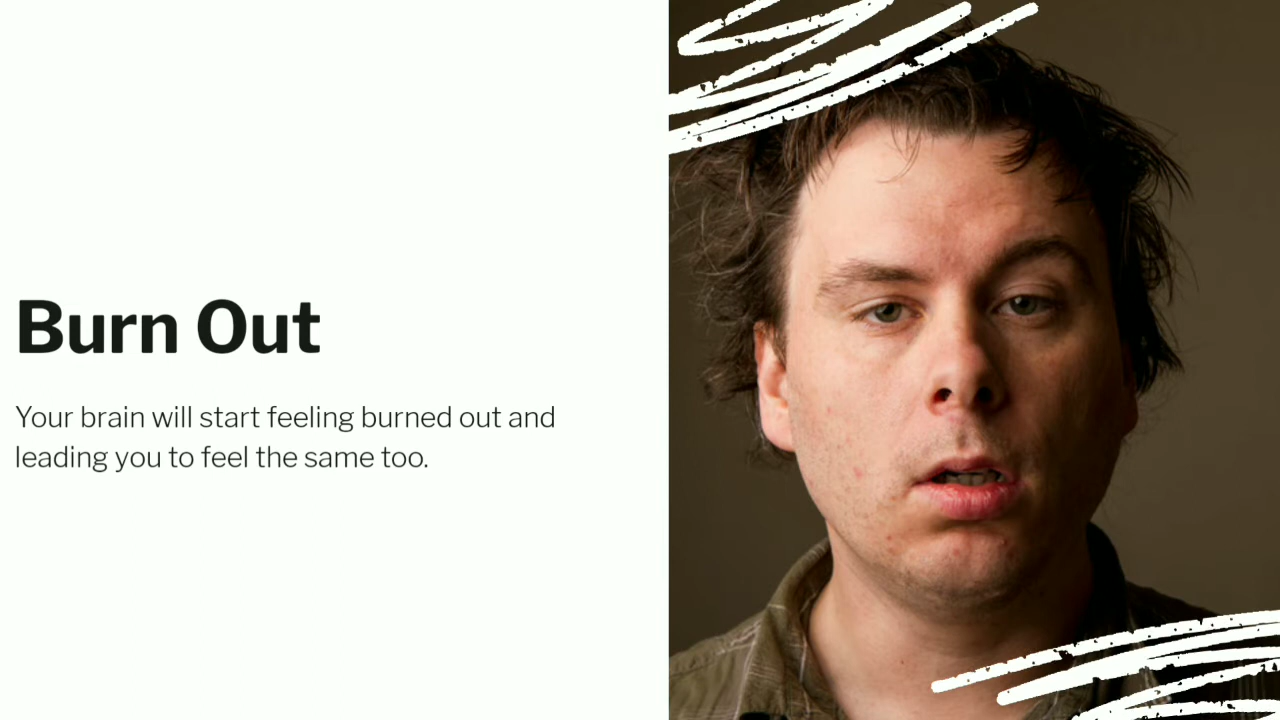 Burn Out
Your brain will start feeling burned out and
leading you to feel the same too.